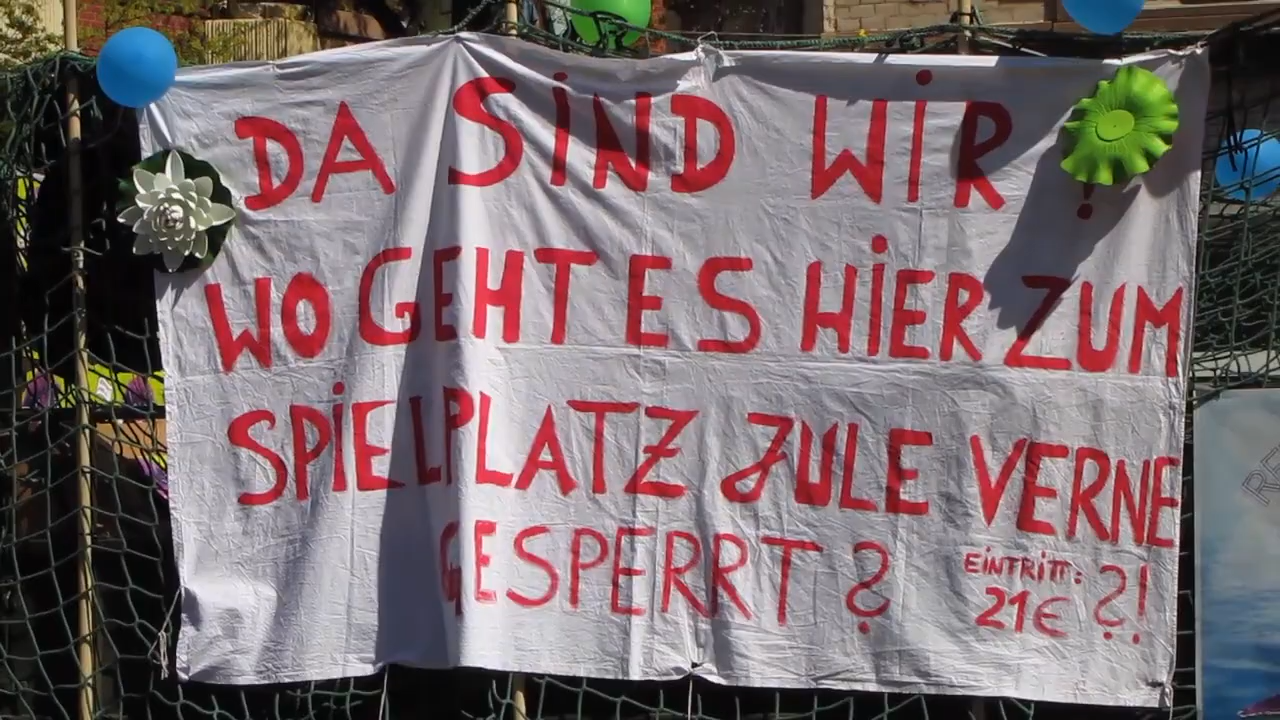 DA SiND WiR !
WO GEHT ES HiER ZUM
SPiELPLATZ JULE VERNE
GESPERRT ?
EiNTRiTT:
21€ ?!